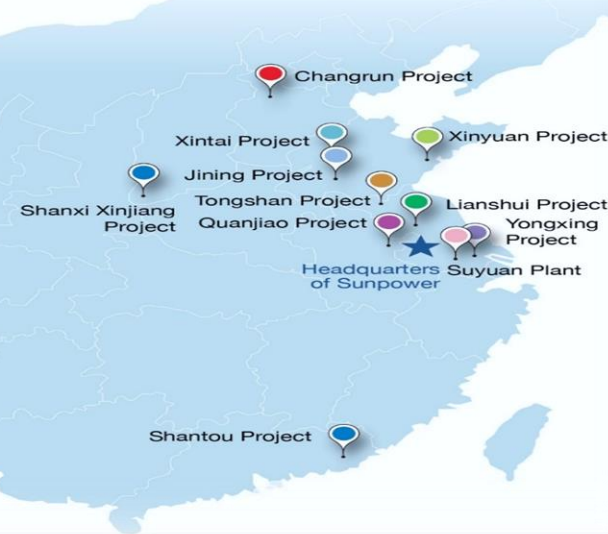 Changrun Project
Xintai Project
Xinyuan Project
Jining Project
Tongshan Project
Shanxi Xinjiang
Project
Lianshui Project
Quanjiao Project
Yongxing
Project
Headquarters
of Sunpower
Suyuan Plant
Shantou Project